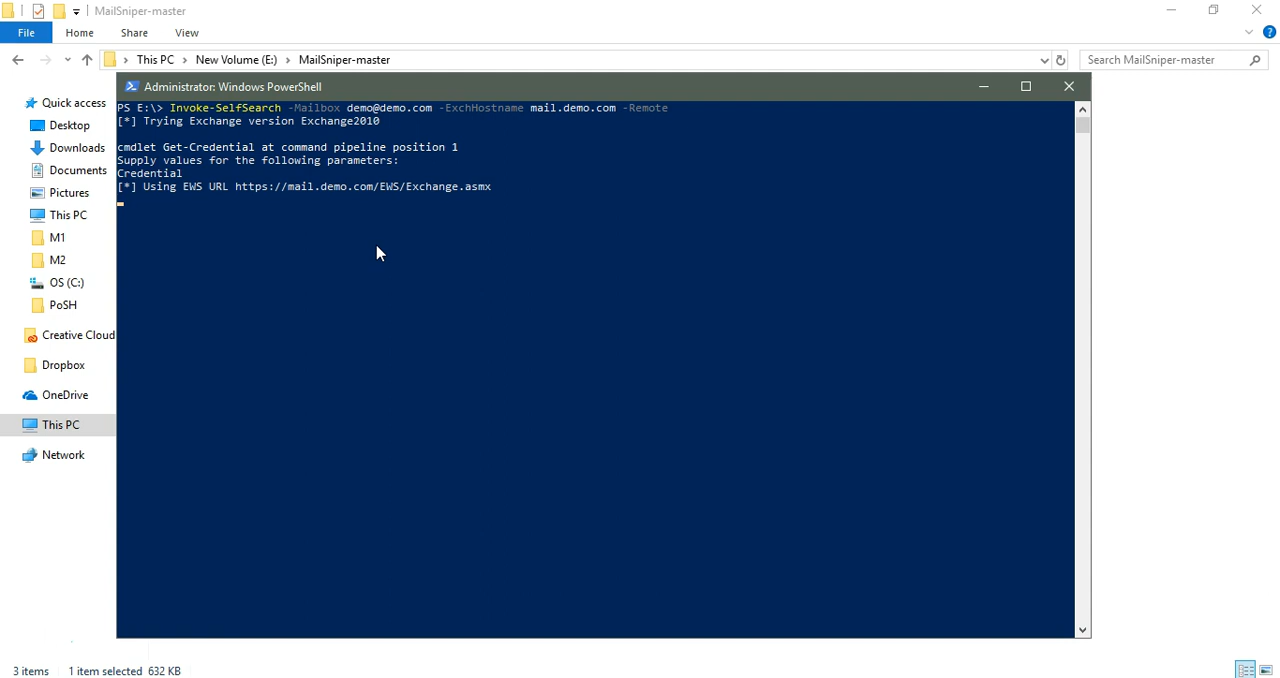 MailSniper-master
File
Home
Share
View
This PC
New Volume (E:)
MailSniper-master
Search MailSniper-master
Administrator: Windows PowerShell
PS E:\> Invoke-SelfSearch -Mailbox demo@demo.com -ExchHostname mail.demo.com -Remote
[*] Trying Exchange version Exchange2010
cmdlet Get-Credential at command pipeline position 1
Supply values for the following parameters:
Credential
[*] Using EWS URL https://mail.demo.com/EWS/Exchange.asmx
Quick access
Desktop
Downloads
Documents
Pictures
This PC
M1
M2
OS (C:)
PoSH
Creative Cloud
Dropbox
OneDrive
This PC
Network
3 items
1 item selected 632 KB